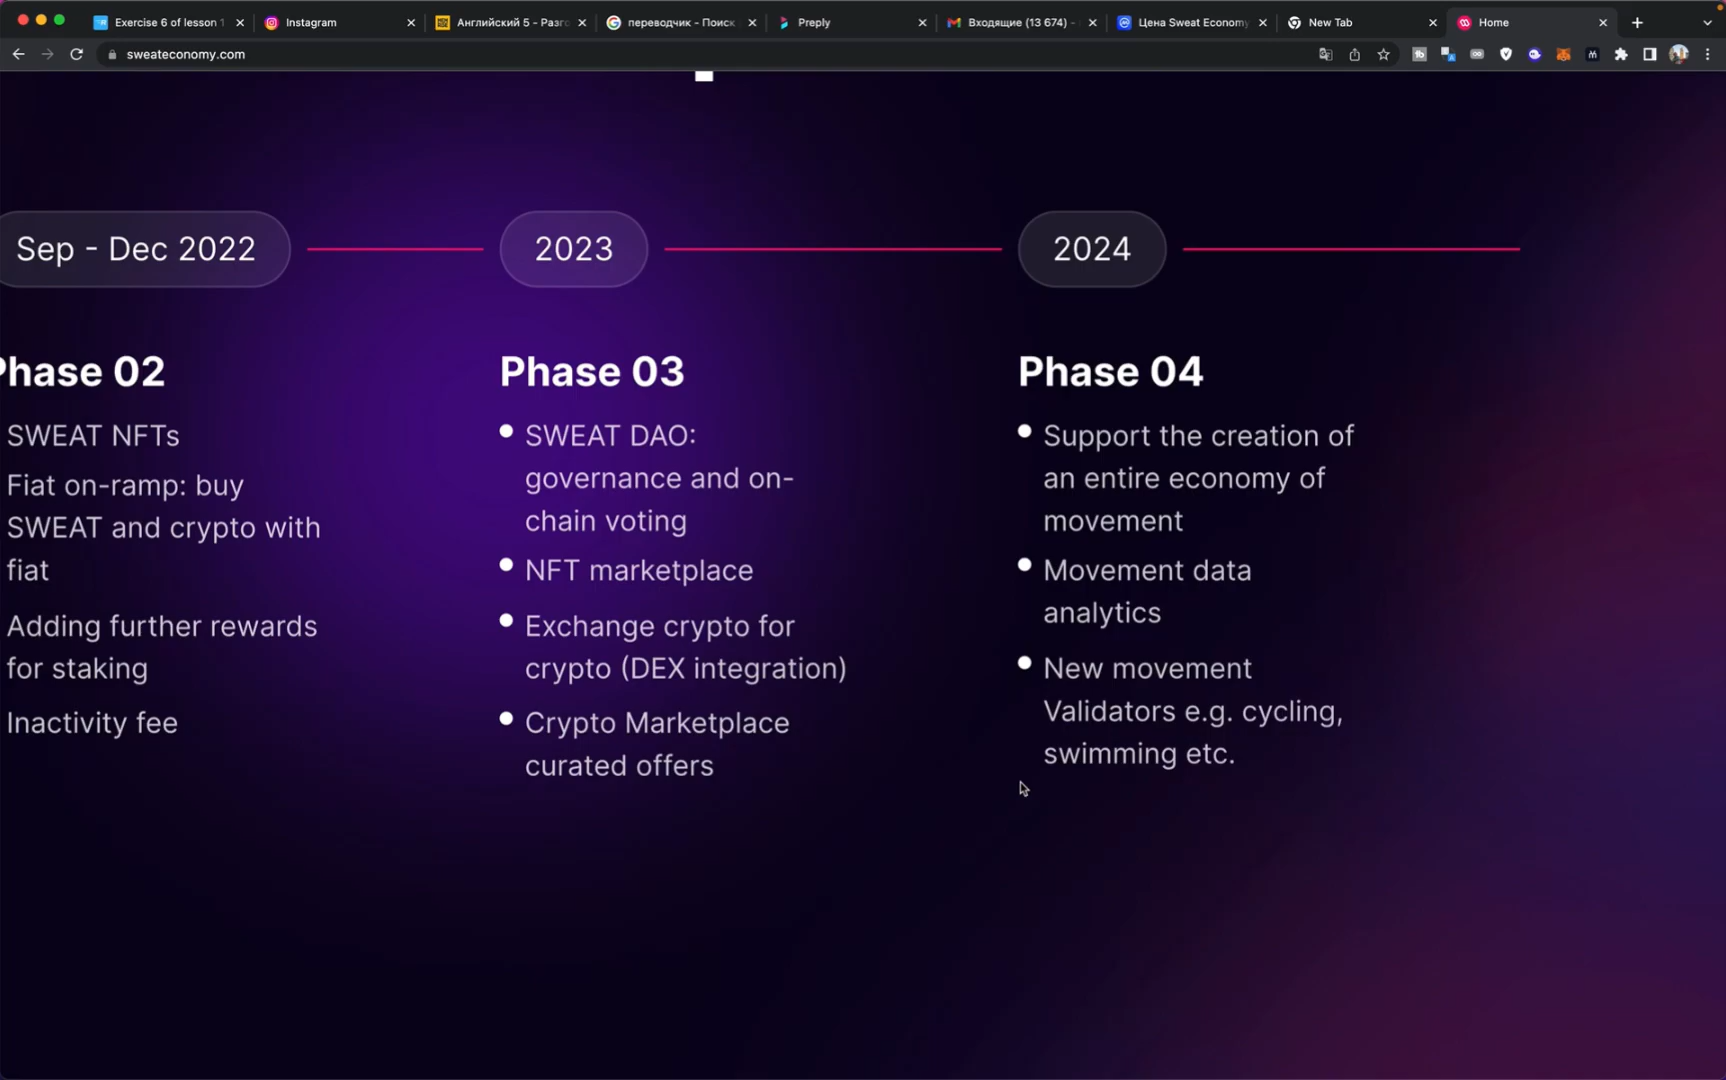 Exercise 6 of lesson 1
Instagram
Английский 5 - Разго
переводчик - Поиск
Preply
Входящие (13 674) -
Цена Sweat Economy
New Tab
Home
sweateconomy.com
Sep - Dec 2022
2023
2024
Phase 02
SWEAT NFTs
Fiat on-ramp: buy
SWEAT and crypto with
fiat
Adding further rewards
for staking
Inactivity fee
Phase 03
SWEAT DAO:
governance and on-
chain voting
NFT marketplace
Exchange crypto for
crypto (DEX integration)
Crypto Marketplace
curated offers
Phase 04
Support the creation of
an entire economy of
movement
Movement data
analytics
New movement
Validators e.g. cycling,
swimming etc.